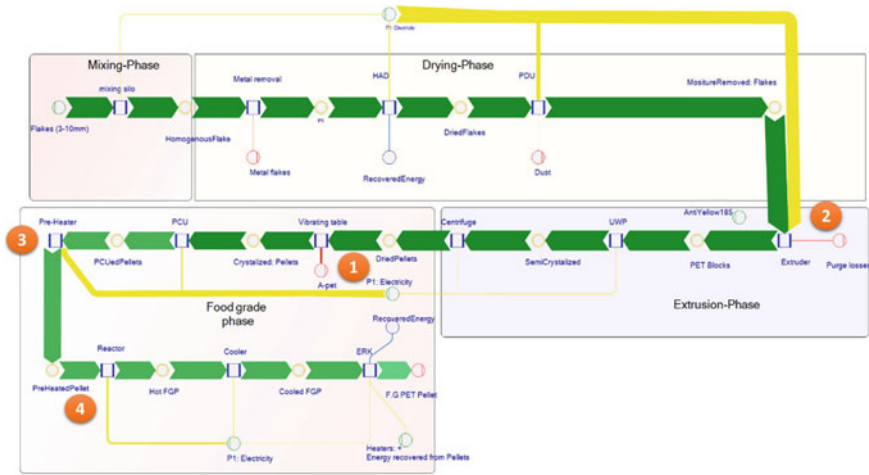 P1: Electricity
Mixing-Phase
Drying-Phase
mixing silo
Metal removal
HAD
PDU
MositureRemoved: Flakes
Flakes (3-10mm)
HomogenousFlake
P1
DriedFlakes
Metal flakes
RecoveredEnergy
Dust
3
Pre-Heater
PCU
Vibrating table
Centrifuge
UWP
AntiYellow185
2
PCUedPellets
Crystalized: Pellets
1
DriedPellets
SemiCrystalized
PET Blocks
Extruder
Purge losses
A-pet
P1: Electricity
Food grade
phase
Extrusion-Phase
RecoveredEnergy
Reactor
Cooler
ERK
PreHeatedPellet
4
Hot FGP
Cooled FGP
F.G PET Pellet
P1: Electricity
Heaters: +
Energy recovered from Pellets